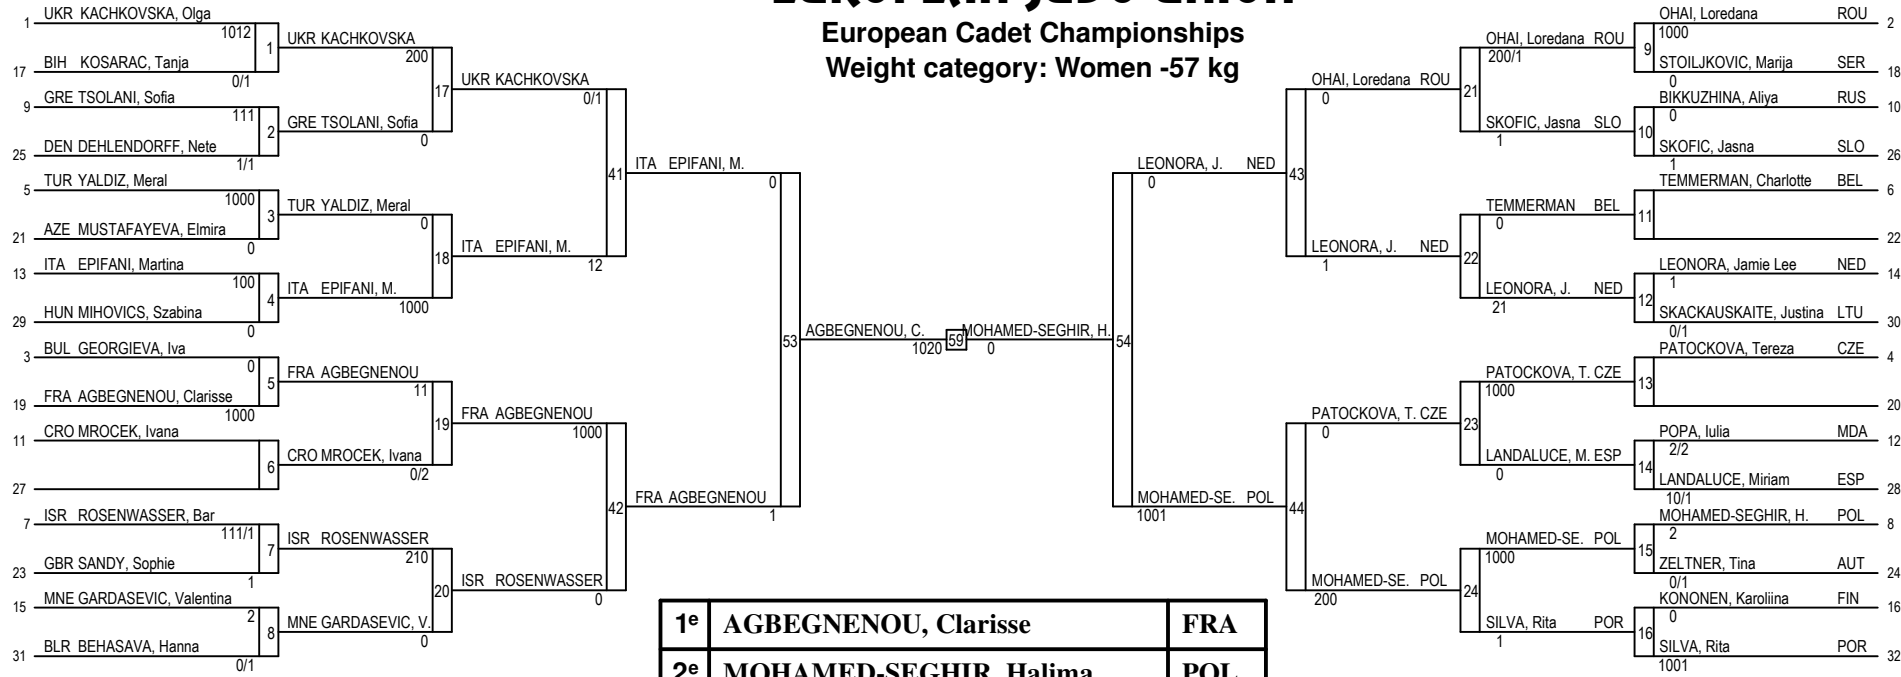 European Cadet Championships
Weight category: Women -57 kg
1 UKR KACHKOVSKA, Olga
1012
1
17 BIH KOSARAC, Tanja
0/1
9 GRE TSOLANI, Sofia
111
2
25 DEN DEHLENDORFF, Nete
1/1
5 TUR YALDIZ, Meral
1000
3
21 AZE MUSTAFAYEVA, Elmira
0
13 ITA EPIFANI, Martina
100
4
29 HUN MIHOVICS, Szabina
0
3 BUL GEORGIEVA, Iva
0
5
19 FRA AGBEGNENOU, Clarisse
1000
11 CRO MROCEK, Ivana
6
27
7 ISR ROSENWASSER, Bar
111/1
7
23 GBR SANDY, Sophie
1
15 MNE GARDASEVIC, Valentina
2
8
31 BLR BEHASAVA, Hanna
0/1
UKR KACHKOVSKA
200
17
GRE TSOLANI, Sofia
0
TUR YALDIZ, Meral
0
18
ITA EPIFANI, M.
1000
FRA AGBEGNENOU
11
19
CRO MROCEK, Ivana
0/2
ISR ROSENWASSER
210
20
MNE GARDASEVIC, V.
0
UKR KACHKOVSKA
0/1
41
ITA EPIFANI, M.
12
FRA AGBEGNENOU
1000
42
ISR ROSENWASSER
0
ITA EPIFANI, M.
0
53
FRA AGBEGNENOU
1
AGBEGNENOU, C.
1020
59
MOHAMED-SEGHIR, H.
0
LEONORA, J. NED
0
54
MOHAMED-SE. POL
1001
OHAI, Loredana ROU
0
43
LEONORA, J. NED
1
PATOCKOVA, T. CZE
0
44
MOHAMED-SE. POL
200
OHAI, Loredana ROU
200/1
21
SKOFIC, Jasna SLO
1
TEMMERMAN BEL
0
22
LEONORA, J. NED
21
PATOCKOVA, T. CZE
1000
23
LANDALUCE, M. ESP
0
MOHAMED-SE. POL
1000
24
SILVA, Rita POR
1
OHAI, Loredana ROU 2
1000
9
STOILJKOVIC, Marija SER 18
0
BIKKUZHINA, Aliya RUS 10
0
10
SKOFIC, Jasna SLO 26
1
TEMMERMAN, Charlotte BEL 6
11
22
LEONORA, Jamie Lee NED 14
1
12
SKACKAUSKAITE, Justina LTU 30
0/1
PATOCKOVA, Tereza CZE 4
13
20
POPA, Iulia MDA 12
2/2
14
LANDALUCE, Miriam ESP 28
10/1
MOHAMED-SEGHIR, H. POL 8
2
15
ZELTNER, Tina AUT 24
0/1
KONONEN, Karoliina FIN 16
0
16
SILVA, Rita POR 32
1001
1e AGBEGNENOU, Clarisse FRA
2e MOHAMED-SEGHIR, Halima POL